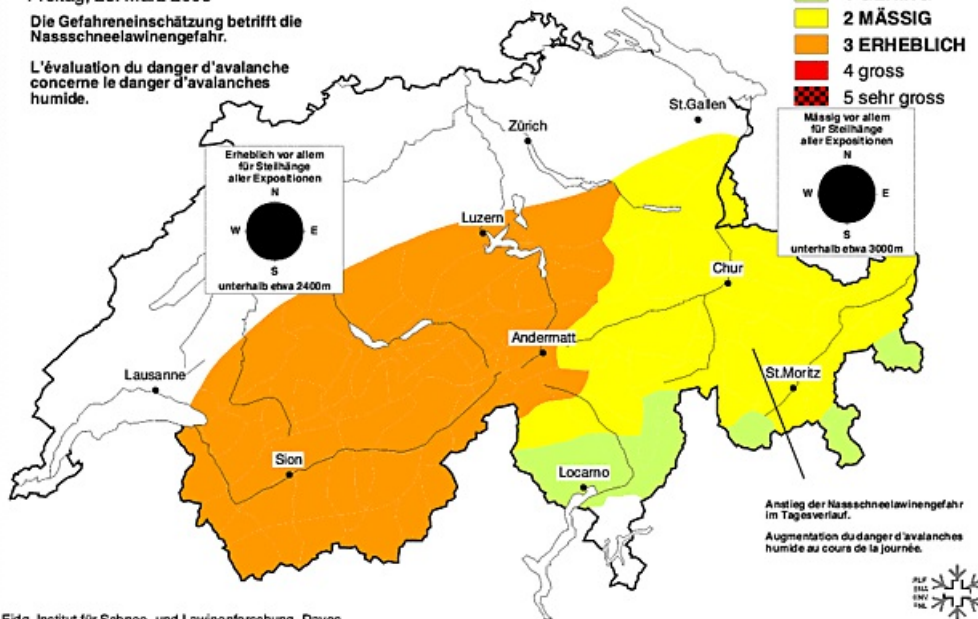 Die Gefahreneinschätzung betrifft die
Nassschneelawinengefahr.
L'évaluation du danger d'avalanche
concerne le danger d'avalanches
humide.
2 MÄSSIG
3 ERHEBLICH
4 gross
5 sehr gross
Erheblich vor allem
für Steilhänge
aller Expositionen
N
W E
S
unterhalb etwa 2400m
Mässig vor allem
für Steilhänge
aller Expositionen
N
W E
S
unterhalb etwa 3000m
St.Gallen
Zürich
Luzern
Chur
Andermatt
Lausanne
St.Moritz
Sion
Locarno
Anstieg der Nassschneelawinengefahr
im Tagesverlauf.
Augmentation du danger d'avalanches
humide au cours de la journée.